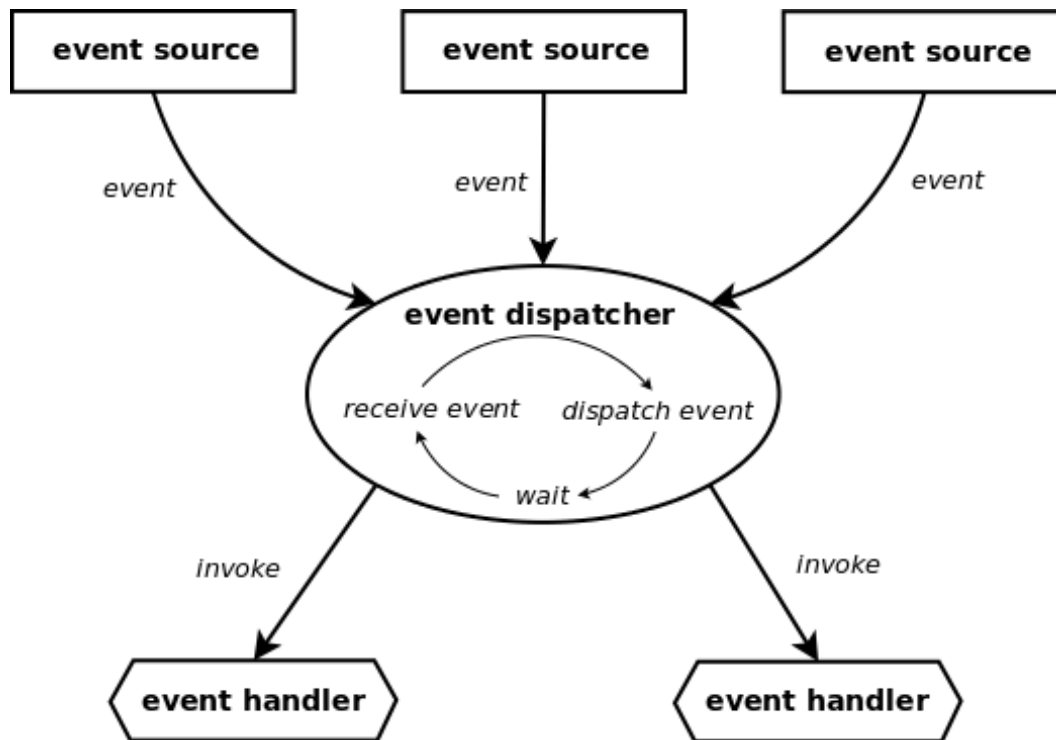 event source
event source
event source
event
event
event
event dispatcher
receive event
dispatch event
wait
invoke
invoke
event handler
event handler